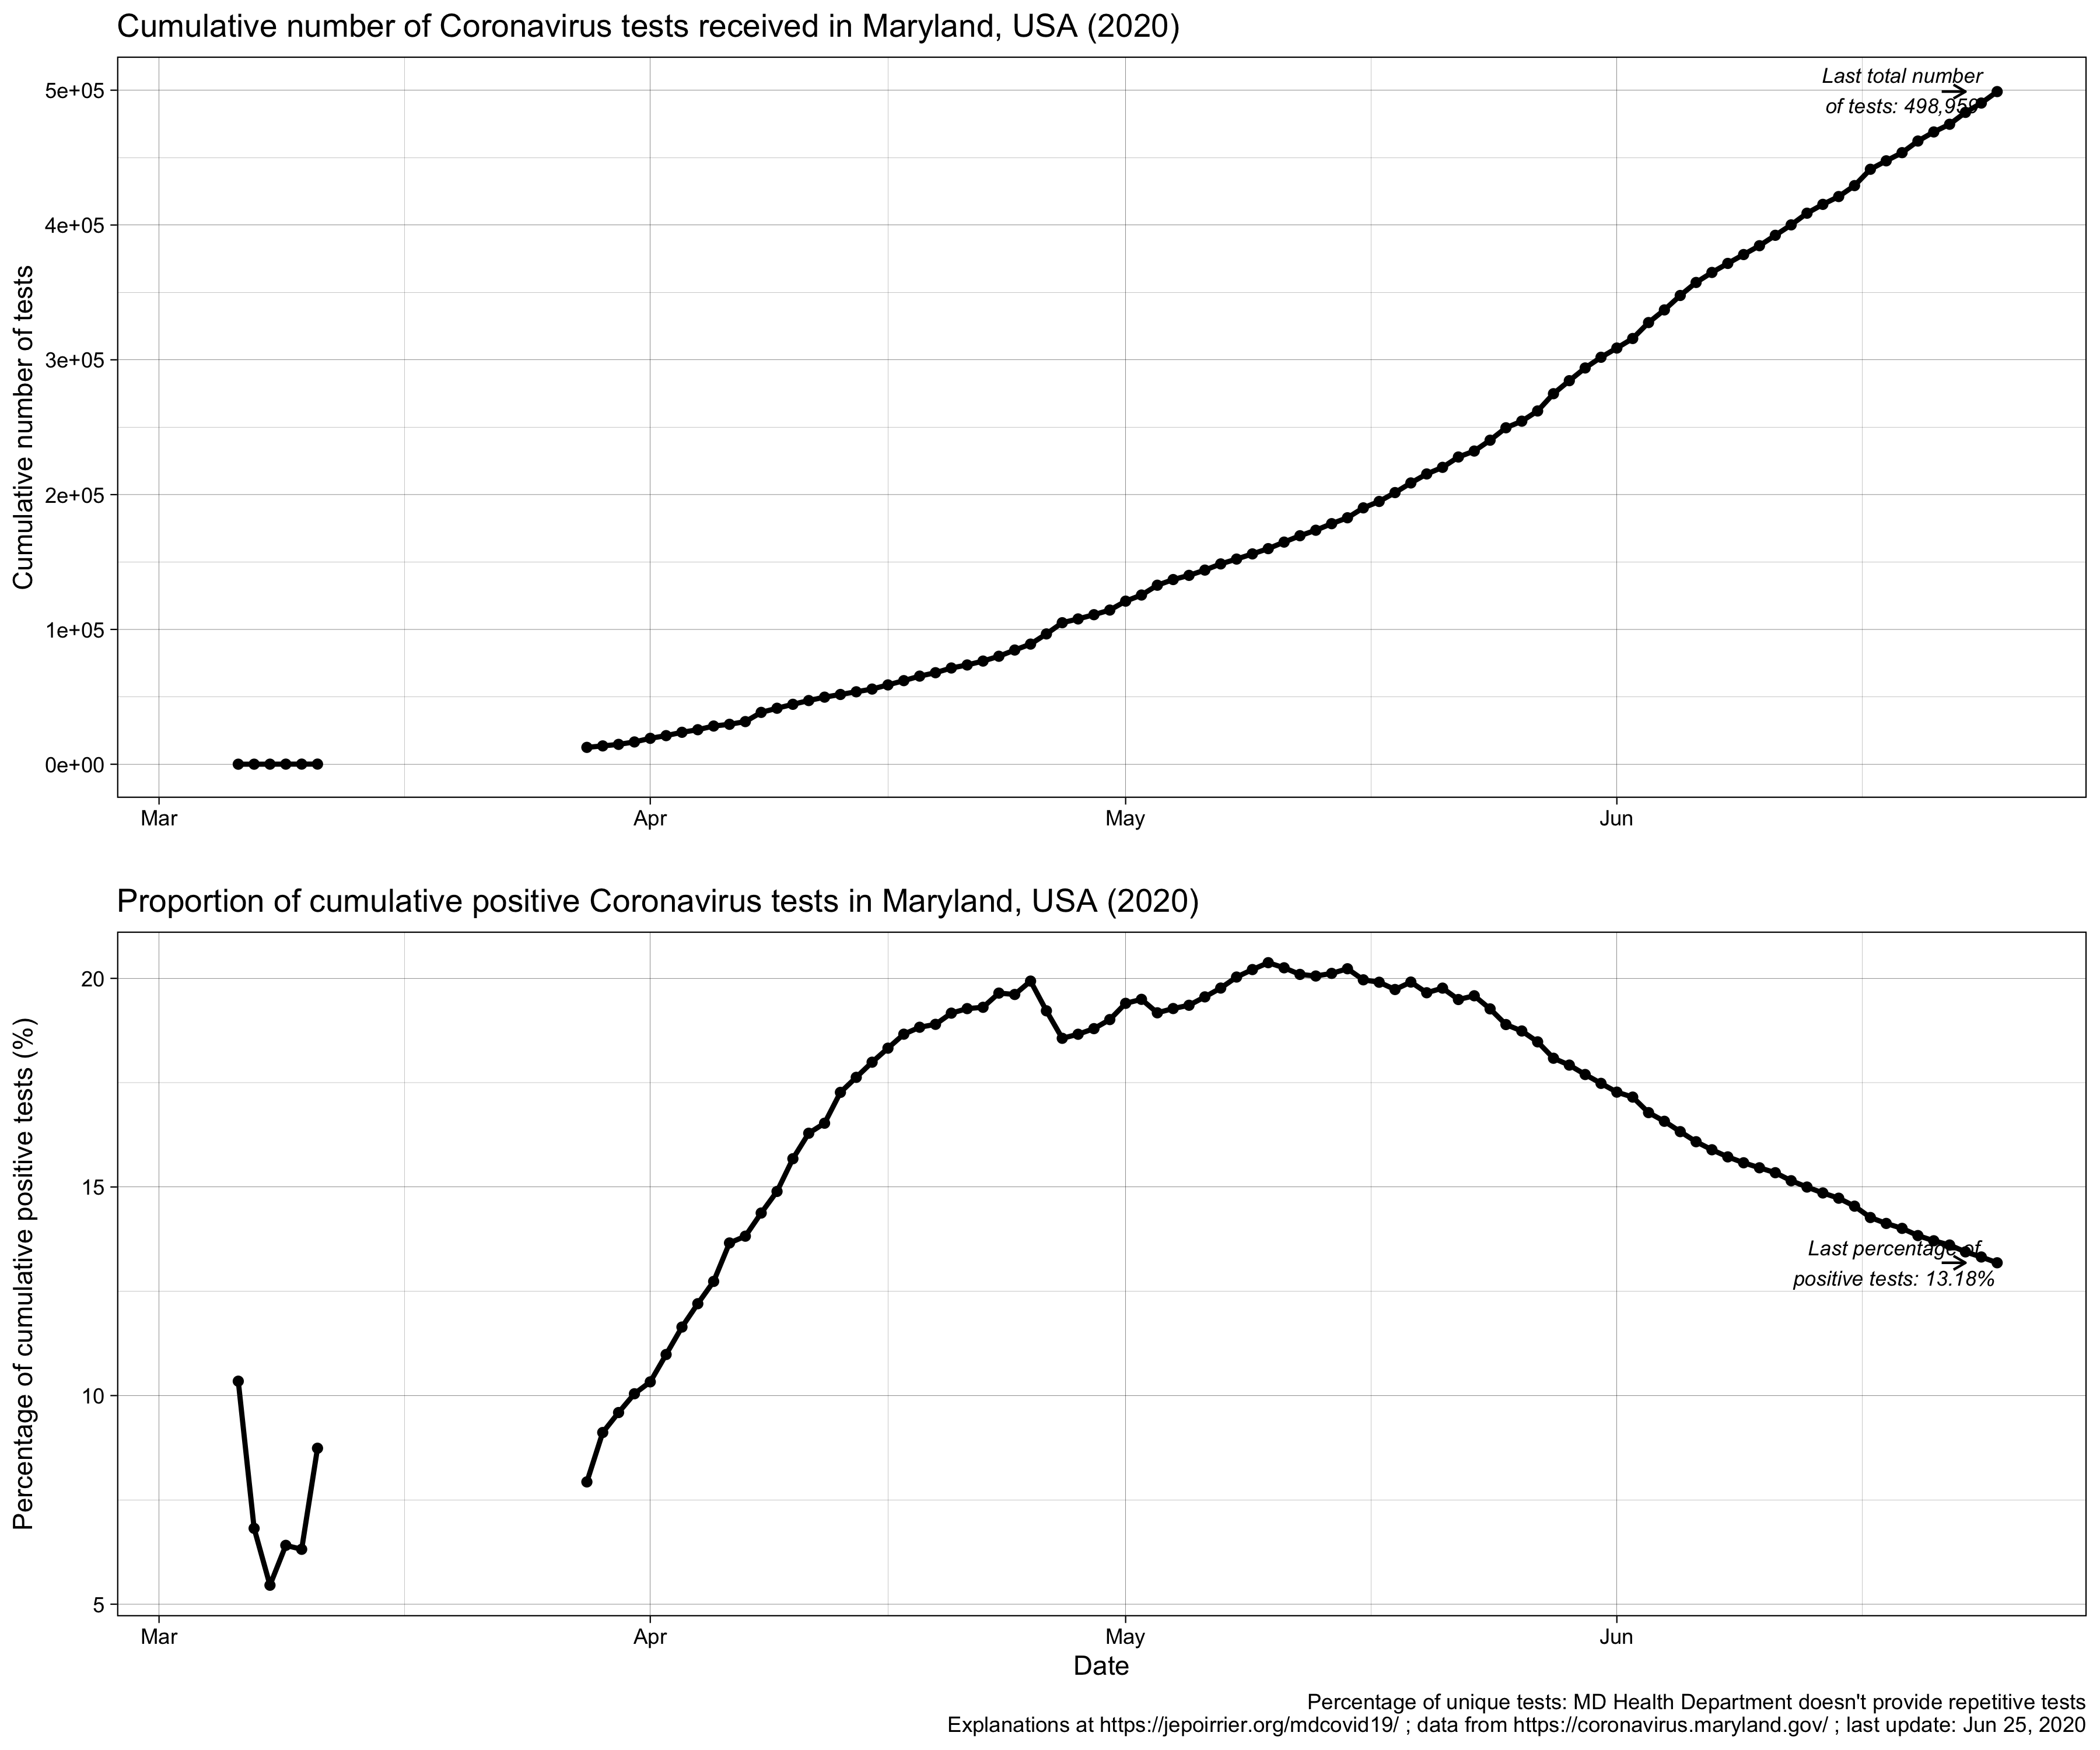 Cumulative number of Coronavirus tests received in Maryland, USA (2020)
Cumulative number of tests
5e+05
4e+05
3e+05
2e+05
1e+05
0e+00
Last total number
of tests: 498,959
Mar Apr May Jun
Proportion of cumulative positive Coronavirus tests in Maryland, USA (2020)
Percentage of cumulative positive tests (%)
20
15
10
5
Last percentage of
positive tests: 13.18%
Mar Apr May Jun
Date
Percentage of unique tests: MD Health Department doesn't provide repetitive tests
Explanations at https://jepoirrier.org/mdcovid19/ ; data from https://coronavirus.maryland.gov/ ; last update: Jun 25, 2020